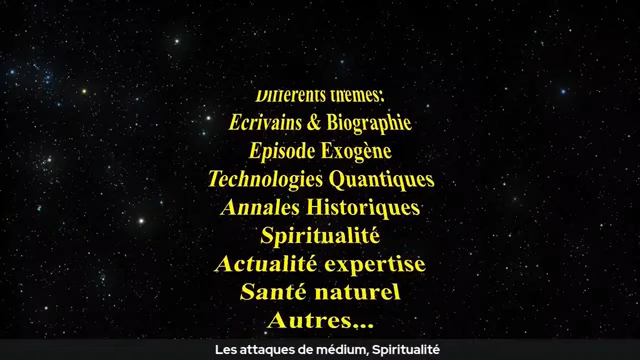 Différents thèmes:
Ecrivains & Biographie
Episode Exogène
Technologies Quantiques
Annales Historiques
Spiritualité
Actualité expertise
Santé naturel
Autres...
Les attaques de médium, Spiritualité